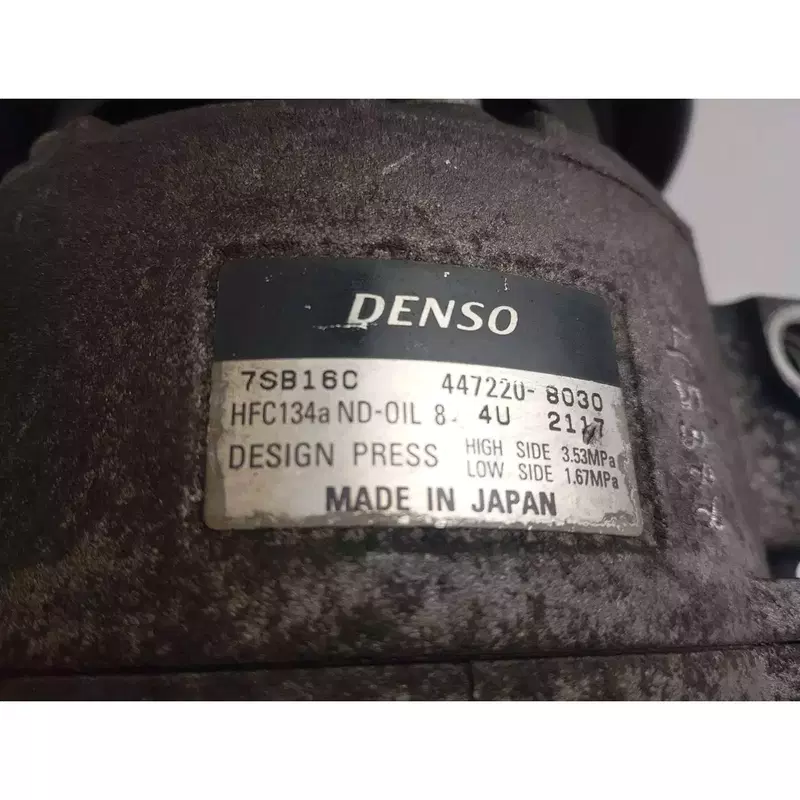 DENSO
7SB16C 447220-8030
HFC134a ND-OIL 8 4U 2117
DESIGN PRESS HIGH SIDE 3.53MPa
LOW SIDE 1.67MPa
MADE IN JAPAN